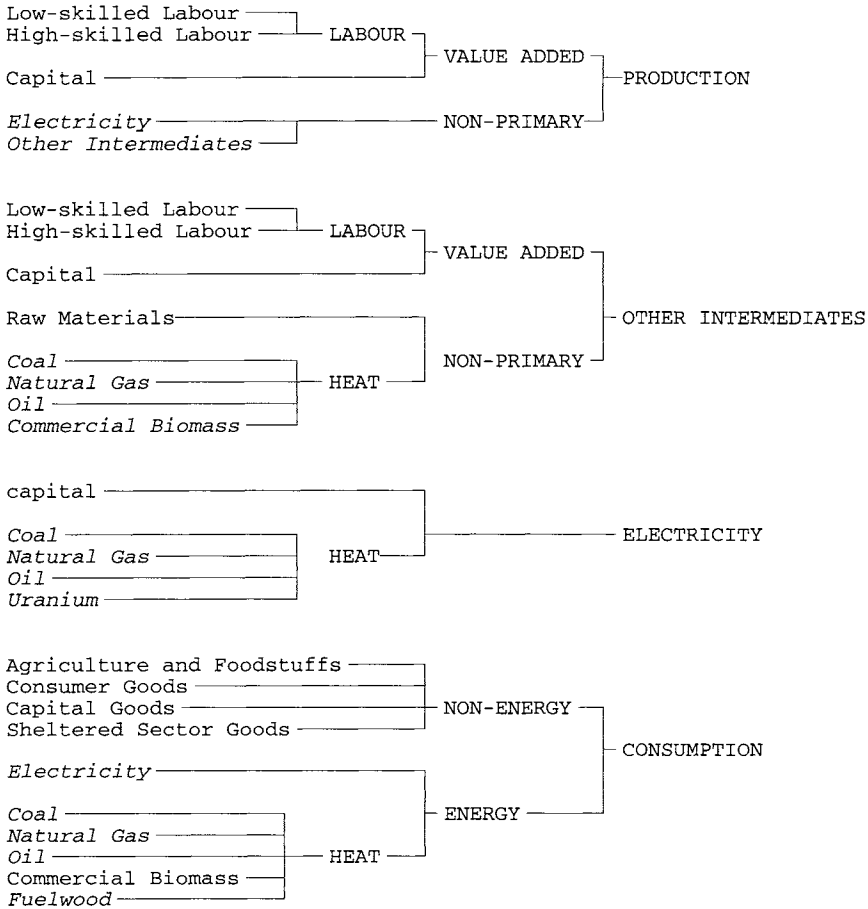 Low-skilled Labour
High-skilled Labour LABOUR
VALUE ADDED
Capital PRODUCTION
Electricity NON-PRIMARY
Other Intermediates
Low-skilled Labour
High-skilled Labour LABOUR
VALUE ADDED
Capital
Raw Materials OTHER INTERMEDIATES
Coal NON-PRIMARY
Natural Gas HEAT
Oil
Commercial Biomass
capital
Coal ELECTRICITY
Natural Gas HEAT
Oil
Uranium
Agriculture and Foodstuffs
Consumer Goods
Capital Goods NON-ENERGY
Sheltered Sector Goods
CONSUMPTION
Electricity
Coal ENERGY
Natural Gas
Oil HEAT
Commercial Biomass
Fuelwood